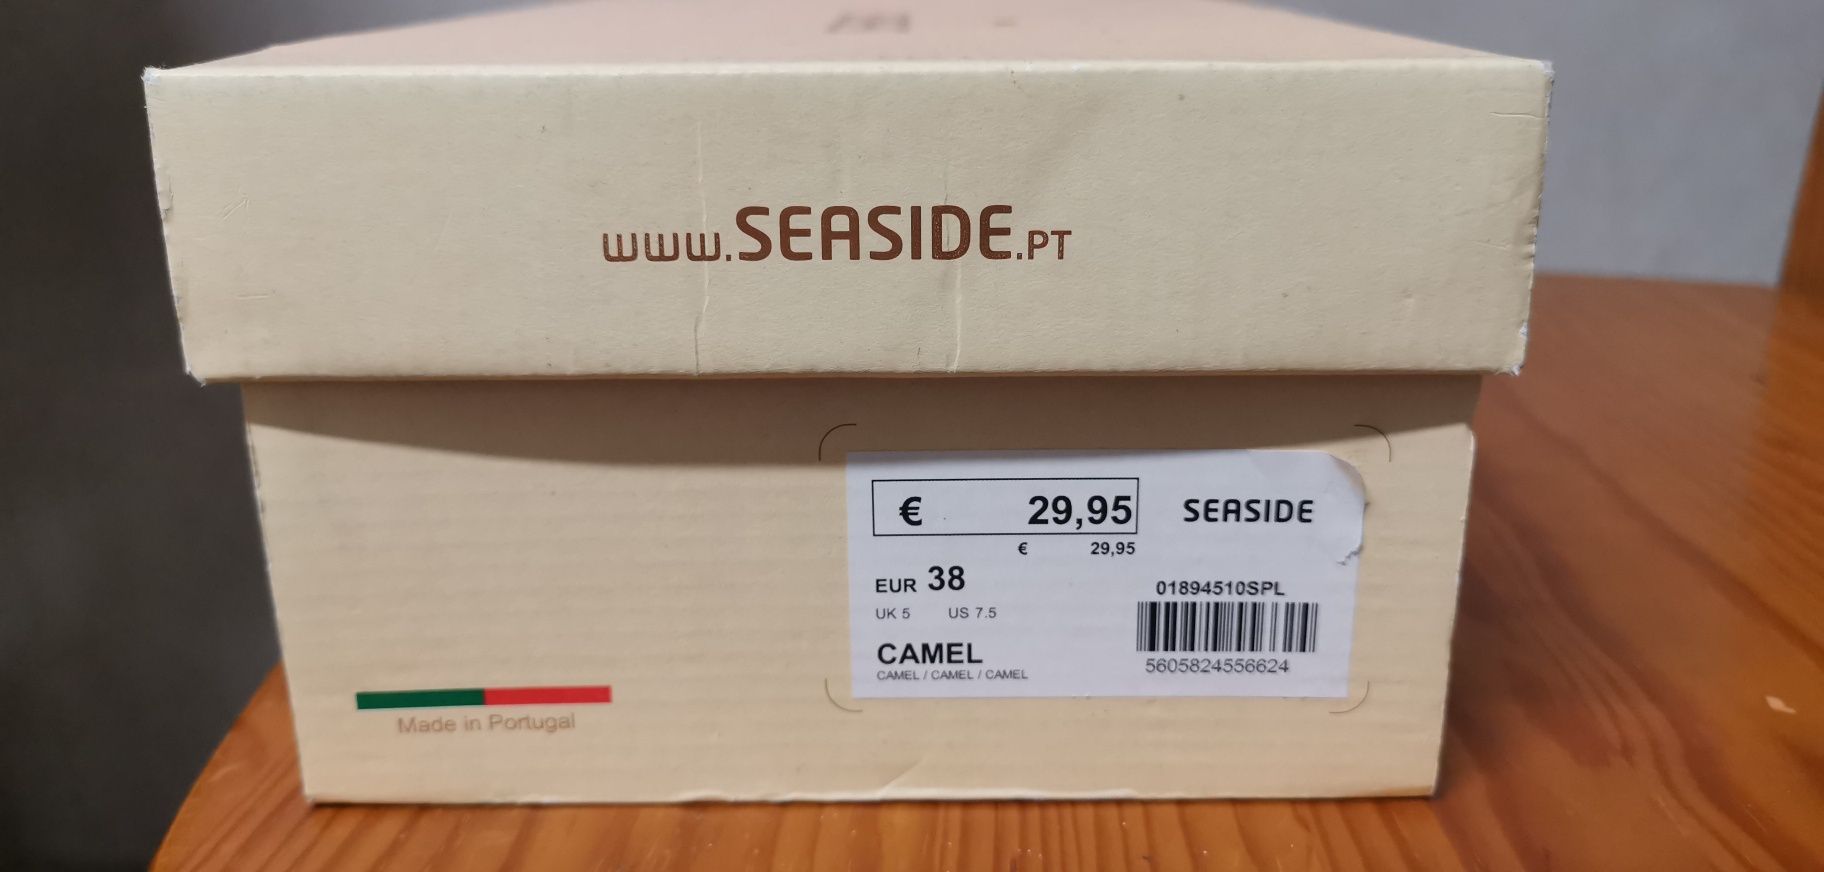 www.SEASIDE.PT
€ 29,95
SEASIDE
€ 29,95
EUR 38
01894510SPL
UK 5 US 7.5
CAMEL
5605824556624
CAMEL / CAMEL / CAMEL
Made in Portugal